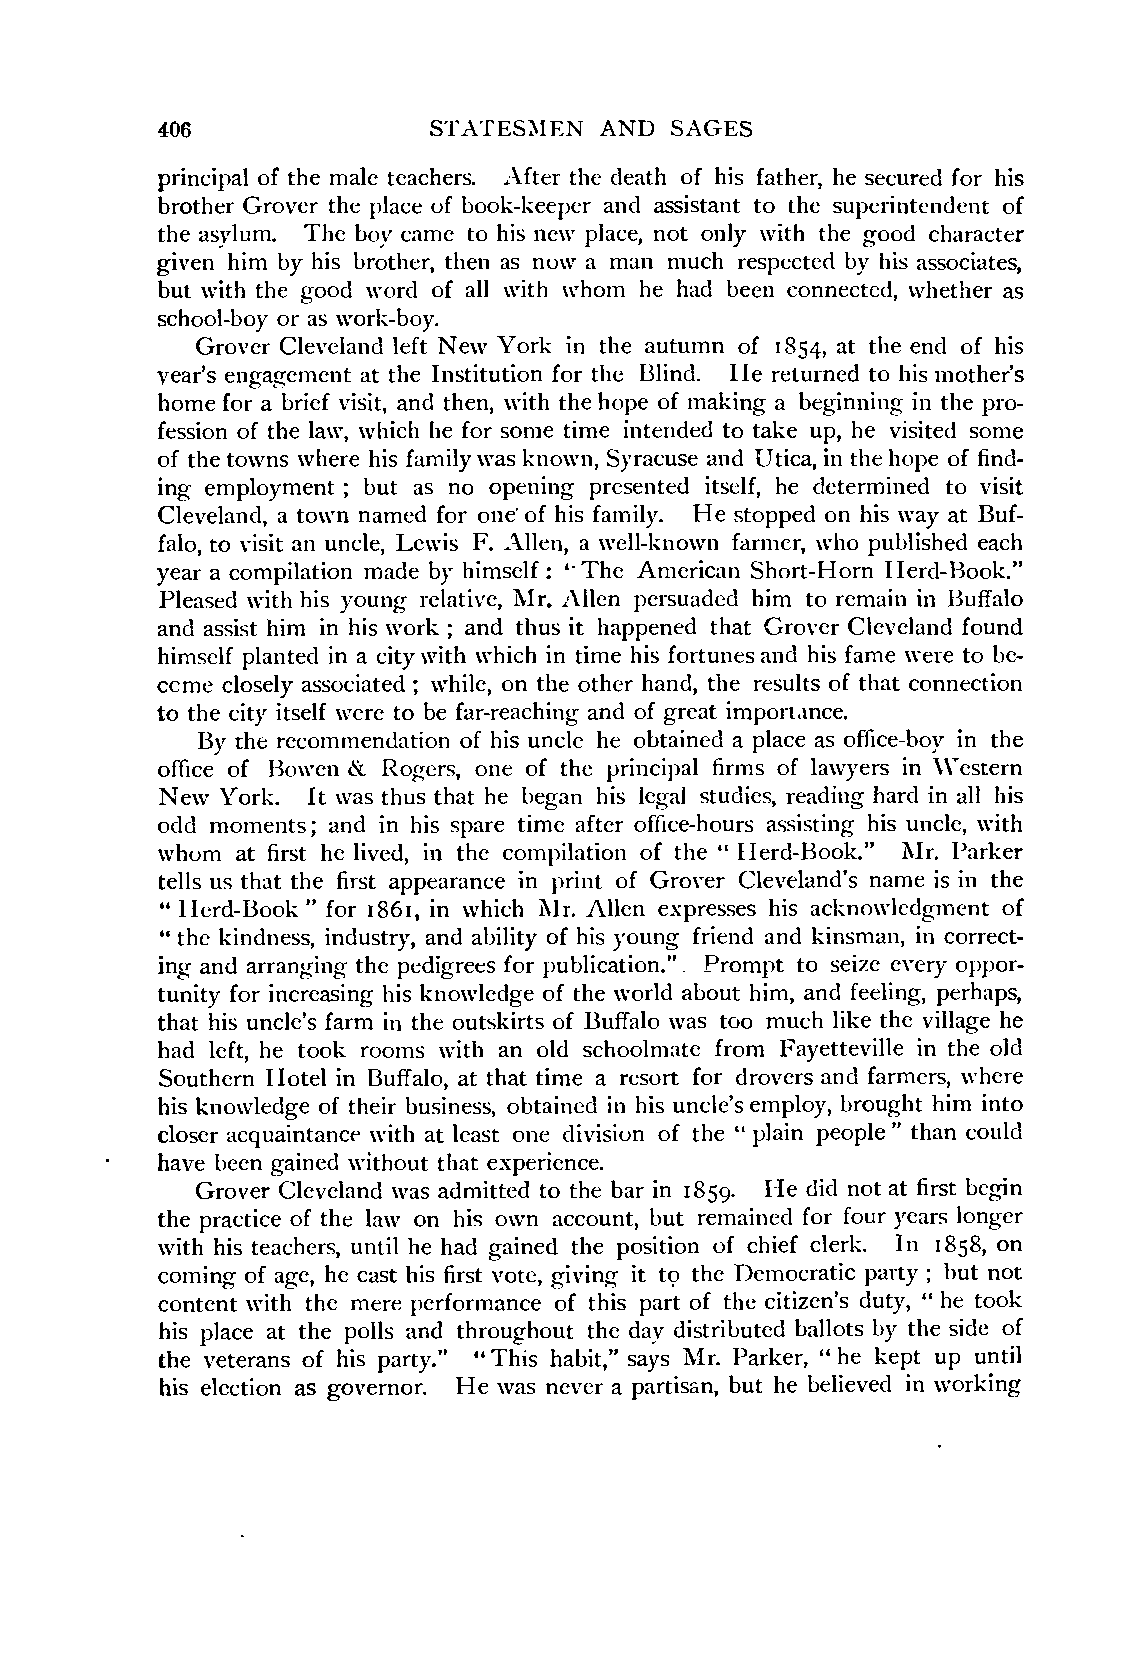 406 STATESMEN AND SAGES
principal of the male teachers. After the death of his father, he secured for his
brother Grover the place of book-keeper and assistant to the superintendent of
the asylum. The boy came to his new place, not only with the good character
given him by his brother, then as now a man much respected by his associates,
but with the good word of all with whom he had been connected, whether as
school-boy or as work-boy.
Grover Cleveland left New York in the autumn of 1854, at the end of his
year's engagement at the Institution for the Blind. He returned to his mother's
home for a brief visit, and then, with the hope of making a beginning in the pro-
fession of the law, which he for some time intended to take up, he visited some
of the towns where his family was known, Syracuse and Utica, in the hope of find-
ing employment ; but as no opening presented itself, he determined to visit
Cleveland, a town named for one of his family. He stopped on his way at Buf-
falo, to visit an uncle, Lewis F. Allen, a well-known farmer, who published each
year a compilation made by himself : "The American Short-Horn Herd-Book."
Pleased with his young relative, Mr. Allen persuaded him to remain in Buffalo
and assist him in his work ; and thus it happened that Grover Cleveland found
himself planted in a city with which in time his fortunes and his fame were to be-
come closely associated ; while, on the other hand, the results of that connection
to the city itself were to be far-reaching and of great importance.
By the recommendation of his uncle he obtained a place as office-boy in the
office of Bowen & Rogers, one of the principal firms of lawyers in Western
New York. It was thus that he began his legal studies, reading hard in all his
odd moments; and in his spare time after office-hours assisting his uncle, with
whom at first he lived, in the compilation of the " Herd-Book." Mr. Parker
tells us that the first appearance in print of Grover Cleveland's name is in the
" Herd-Book " for 1861, in which Mr. Allen expresses his acknowledgment of
" the kindness, industry, and ability of his young friend and kinsman, in correct-
ing and arranging the pedigrees for publication." Prompt to seize every oppor-
tunity for increasing his knowledge of the world about him, and feeling, perhaps,
that his uncle's farm in the outskirts of Buffalo was too much like the village he
had left, he took rooms with an old schoolmate from Fayetteville in the old
Southern Hotel in Buffalo, at that time a resort for drovers and farmers, where
his knowledge of their business, obtained in his uncle's employ, brought him into
closer acquaintance with at least one division of the " plain people " than could
have been gained without that experience.
Grover Cleveland was admitted to the bar in 1859. He did not at first begin
the practice of the law on his own account, but remained for four years longer
with his teachers, until he had gained the position of chief clerk. In 1858, on
coming of age, he cast his first vote, giving it to the Democratic party ; but not
content with the mere performance of this part of the citizen's duty, " he took
his place at the polls and throughout the day distributed ballots by the side of
the veterans of his party." "This habit," says Mr. Parker, " he kept up until
his election as governor. He was never a partisan, but he believed in working